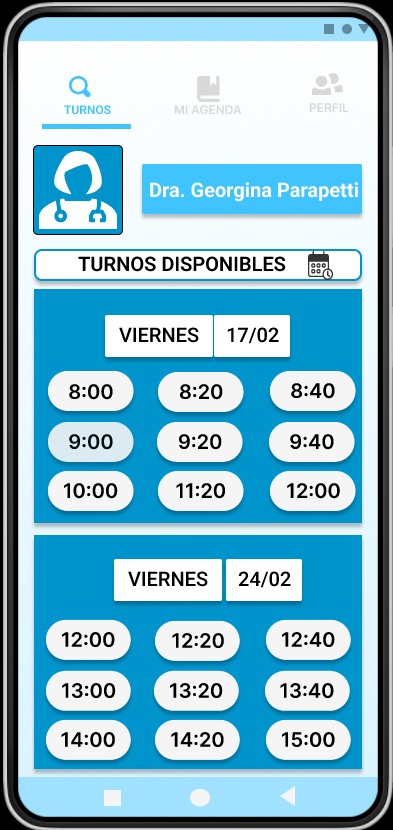 TURNOS MI AGENDA PERFIL
Dra. Georgina Parapetti
TURNOS DISPONIBLES
VIERNES 17/02
8:00 8:20 8:40
9:00 9:20 9:40
10:00 11:20 12:00
VIERNES 24/02
12:00 12:20 12:40
13:00 13:20 13:40
14:00 14:20 15:00